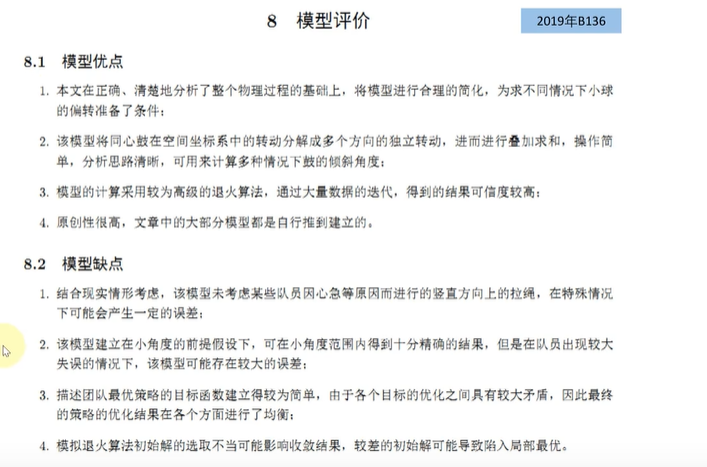 8 模型评价
2019年B136
8.1 模型优点
1. 本文在正确、清楚地分析了整个物理过程的基础上，将模型进行合理的简化，为求不同情况下小球
的偏转准备了条件；
2. 该模型将同心鼓在空间坐标系中的转动分解成多个方向的独立转动，进而进行叠加求和，操作简
单，分析思路清晰，可用来计算多种情况下鼓的倾斜角度；
3. 模型的计算采用较为高级的退火算法，通过大量数据的迭代，得到的结果可信度较高；
4. 原创性很高，文章中的大部分模型都是自行推到建立的。
8.2 模型缺点
1. 结合现实情形考虑，该模型未考虑某些队员因心急等原因而进行的竖直方向上的拉绳，在特殊情况
下可能会产生一定的误差；
2. 该模型建立在小角度的前提假设下，可在小角度范围内得到十分精确的结果，但是在队员出现较大
失误的情况下，该模型可能存在较大的误差；
3. 描述团队最优策略的目标函数建立得较为简单，由于各个目标的优化之间具有较大矛盾，因此最终
的策略的优化结果在各个方面进行了均衡；
4. 模拟退火算法初始解的选取不当可能影响收敛结果，较差的初始解可能导致陷入局部最优。